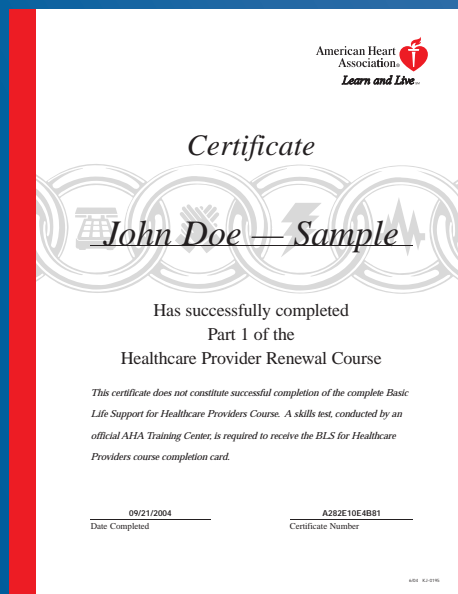 American Heart
Association®
Learn and Live℠
Certificate
John Doe — Sample
Has successfully completed
Part 1 of the
Healthcare Provider Renewal Course
This certificate does not constitute successful completion of the complete Basic
Life Support for Healthcare Providers Course. A skills test, conducted by an
official AHA Training Center, is required to receive the BLS for Healthcare
Providers course completion card.
09/21/2004 A282E10E4B81
Date Completed Certificate Number